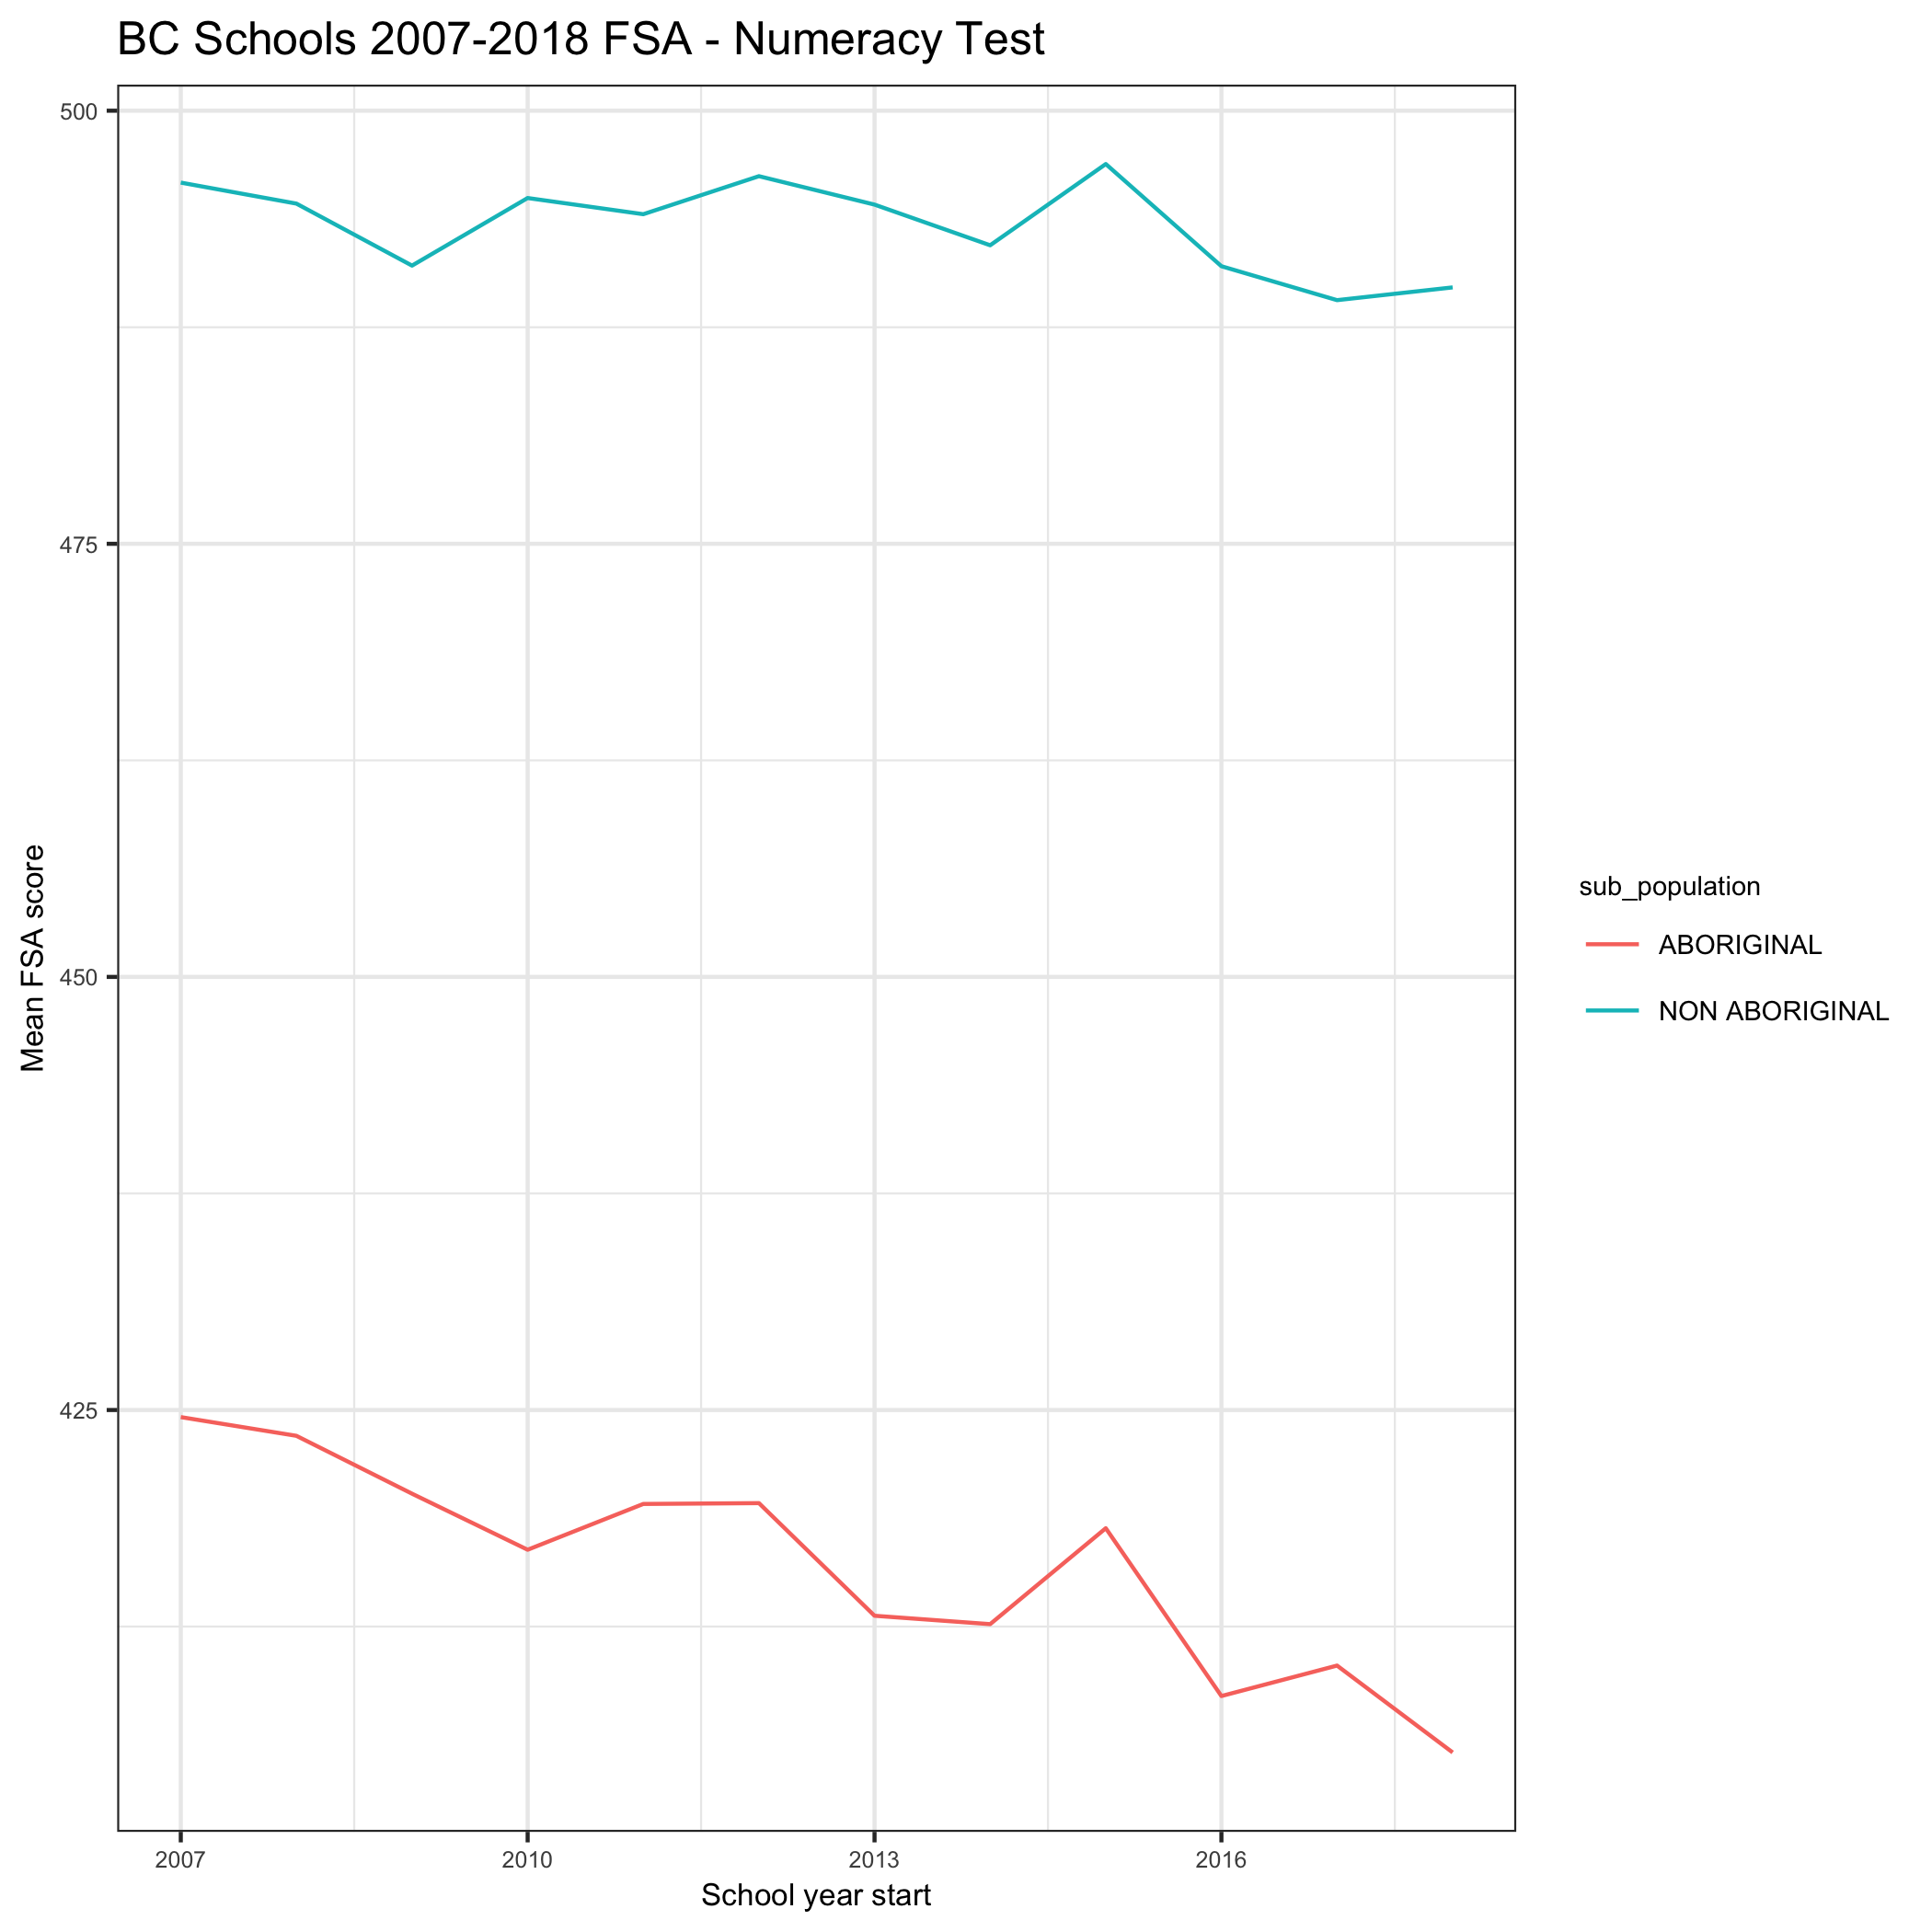 BC Schools 2007-2018 FSA - Numeracy Test
500
475
450
425
Mean FSA score
2007 2010 2013 2016
School year start
sub_population
ABORIGINAL
NON ABORIGINAL